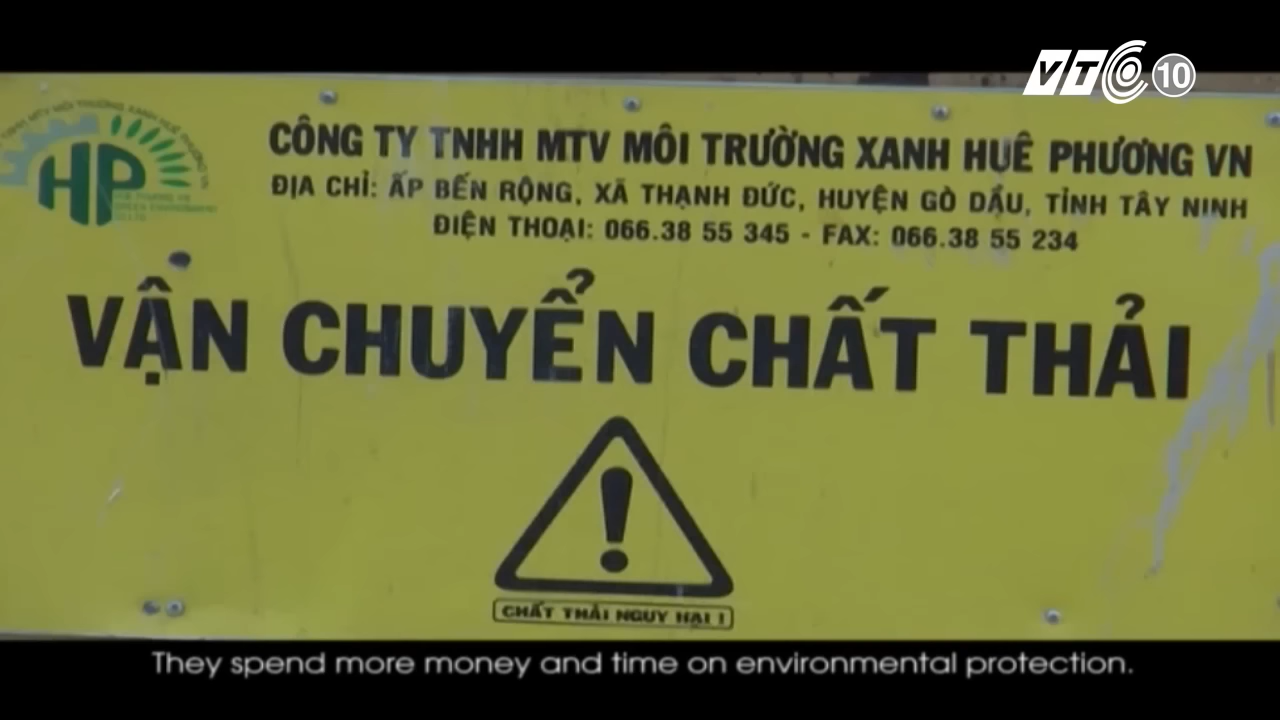 VTC10
CÔNG TY TNHH MTV MÔI TRƯỜNG XANH HUÊ PHƯƠNG VN
ĐỊA CHỈ: ẤP BẾN RỘNG, XÃ THẠNH ĐỨC, HUYỆN GÒ DẦU, TỈNH TÂY NINH
ĐIỆN THOẠI: 066.38 55 345 - FAX: 066.38 55 234
HP
VẬN CHUYỂN CHẤT THẢI
CHẤT THẢI NGUY HẠI !
They spend more money and time on environmental protection.